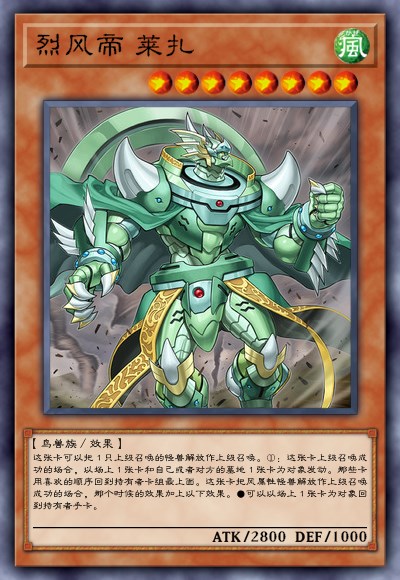 烈风帝 莱扎
風
【鸟兽族/效果】
这张卡可以把1只上级召唤的怪兽解放作上级召唤。①：这张卡上级召唤
成功的场合，以场上1张卡和自己或者对方的墓地1张卡为对象发动。那些卡
用喜欢的顺序回到持有者卡组最上面。这张卡把风属性怪兽解放作上级召
唤成功的场合，那个时候的效果加上以下效果。●可以以场上1张卡为对象回
到持有者手卡。
ATK/2800 DEF/1000